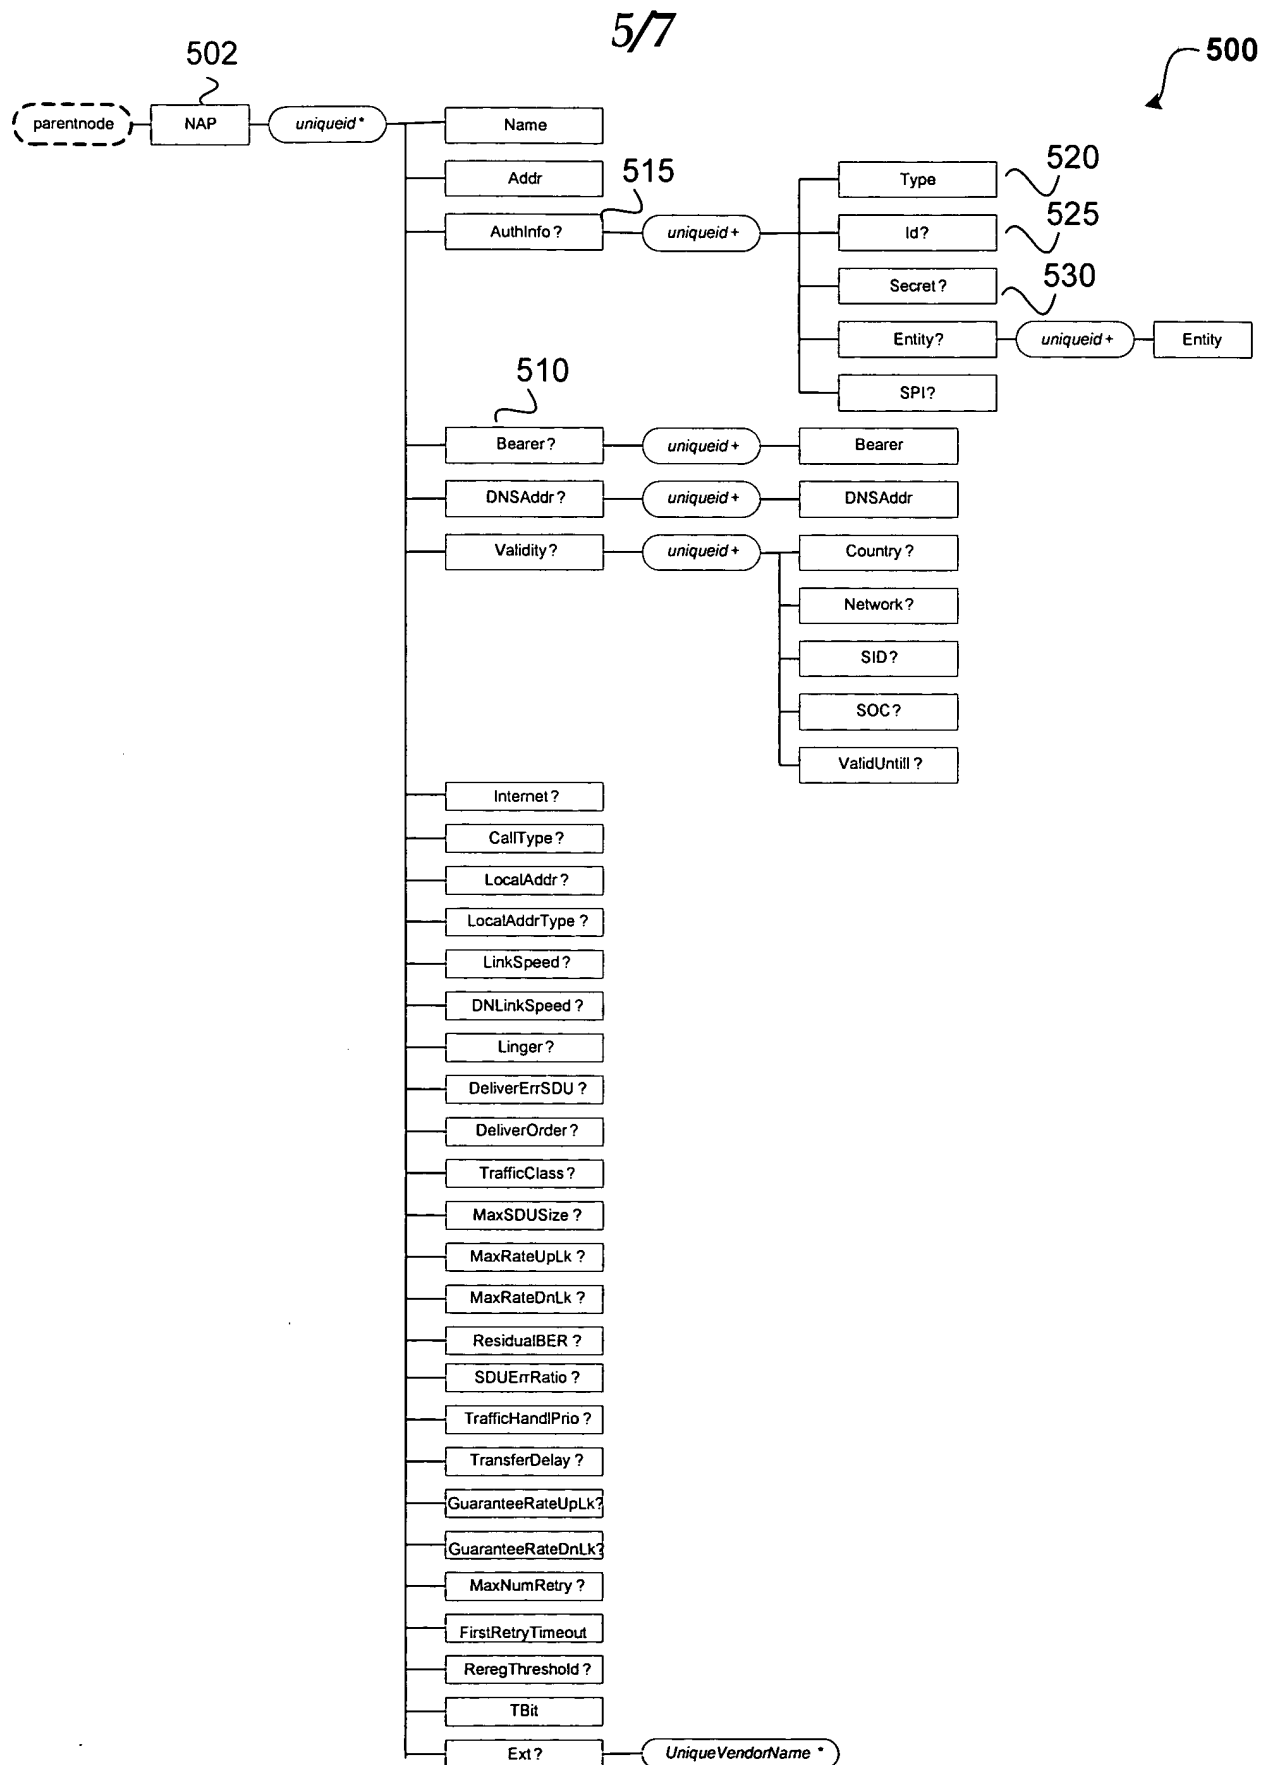 5/7
500
502
parentnode NAP uniqueid* Name
Addr
515
AuthInfo? uniqueid+
Type 520
Id? 525
Secret? 530
Entity? uniqueid+ Entity
SPI?
510
Bearer? uniqueid+ Bearer
DNSAddr? uniqueid+ DNSAddr
Validity? uniqueid+ Country?
Network?
SID?
SOC?
ValidUntill?
Internet?
CallType?
LocalAddr?
LocalAddrType?
LinkSpeed?
DNLinkSpeed?
Linger?
DeliverErrSDU?
DeliverOrder?
TrafficClass?
MaxSDUSize?
MaxRateUpLk?
MaxRateDnLk?
ResidualBER?
SDUErrRatio?
TrafficHandlPrio?
TransferDelay?
GuaranteeRateUpLk?
GuaranteeRateDnLk?
MaxNumRetry?
FirstRetryTimeout
ReregThreshold?
TBit
Ext? UniqueVendorName*